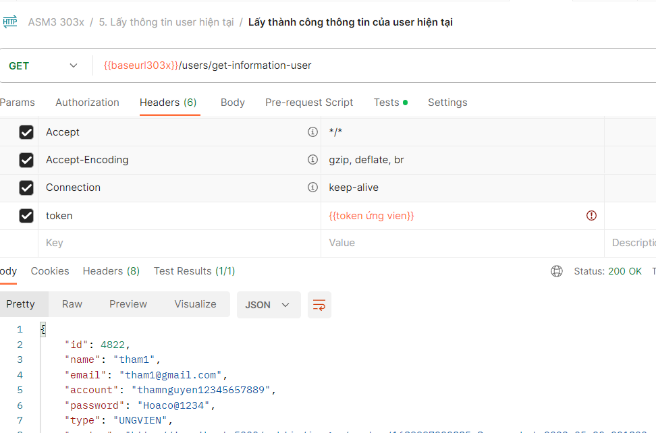 HTTP ASM3 303x / 5. Lấy thông tin user hiện tại / Lấy thành công thông tin của user hiện tại
GET {{baseurl303x}}/users/get-information-user
Params Authorization Headers (6) Body Pre-request Script Tests Settings
Accept */*
Accept-Encoding gzip, deflate, br
Connection keep-alive
token {{token ứng vien}}
Key Value Descripti
ody Cookies Headers (8) Test Results (1/1) Status: 200 OK T
Pretty Raw Preview Visualize JSON
1 {
2 "id": 4822,
3 "name": "tham1",
4 "email": "tham1@gmail.com",
5 "account": "thamnguyen12345657889",
6 "password": "Hoaco@1234",
7 "type": "UNGVIEN",